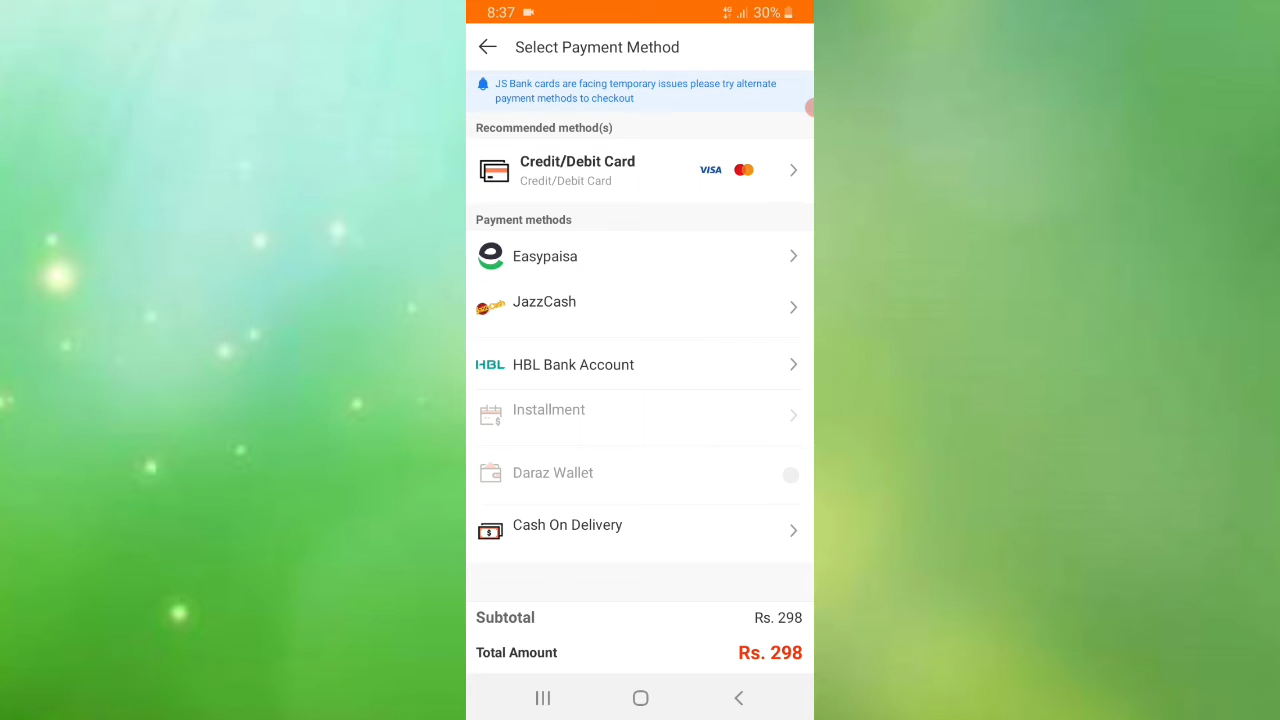 8:37 4G 30%
Select Payment Method
JS Bank cards are facing temporary issues please try alternate
payment methods to checkout
Recommended method(s)
Credit/Debit Card
Credit/Debit Card
VISA
Payment methods
Easypaisa
JazzCash
JazzCash
HBL HBL Bank Account
Installment
Daraz Wallet
Cash On Delivery
Subtotal Rs. 298
Total Amount Rs. 298